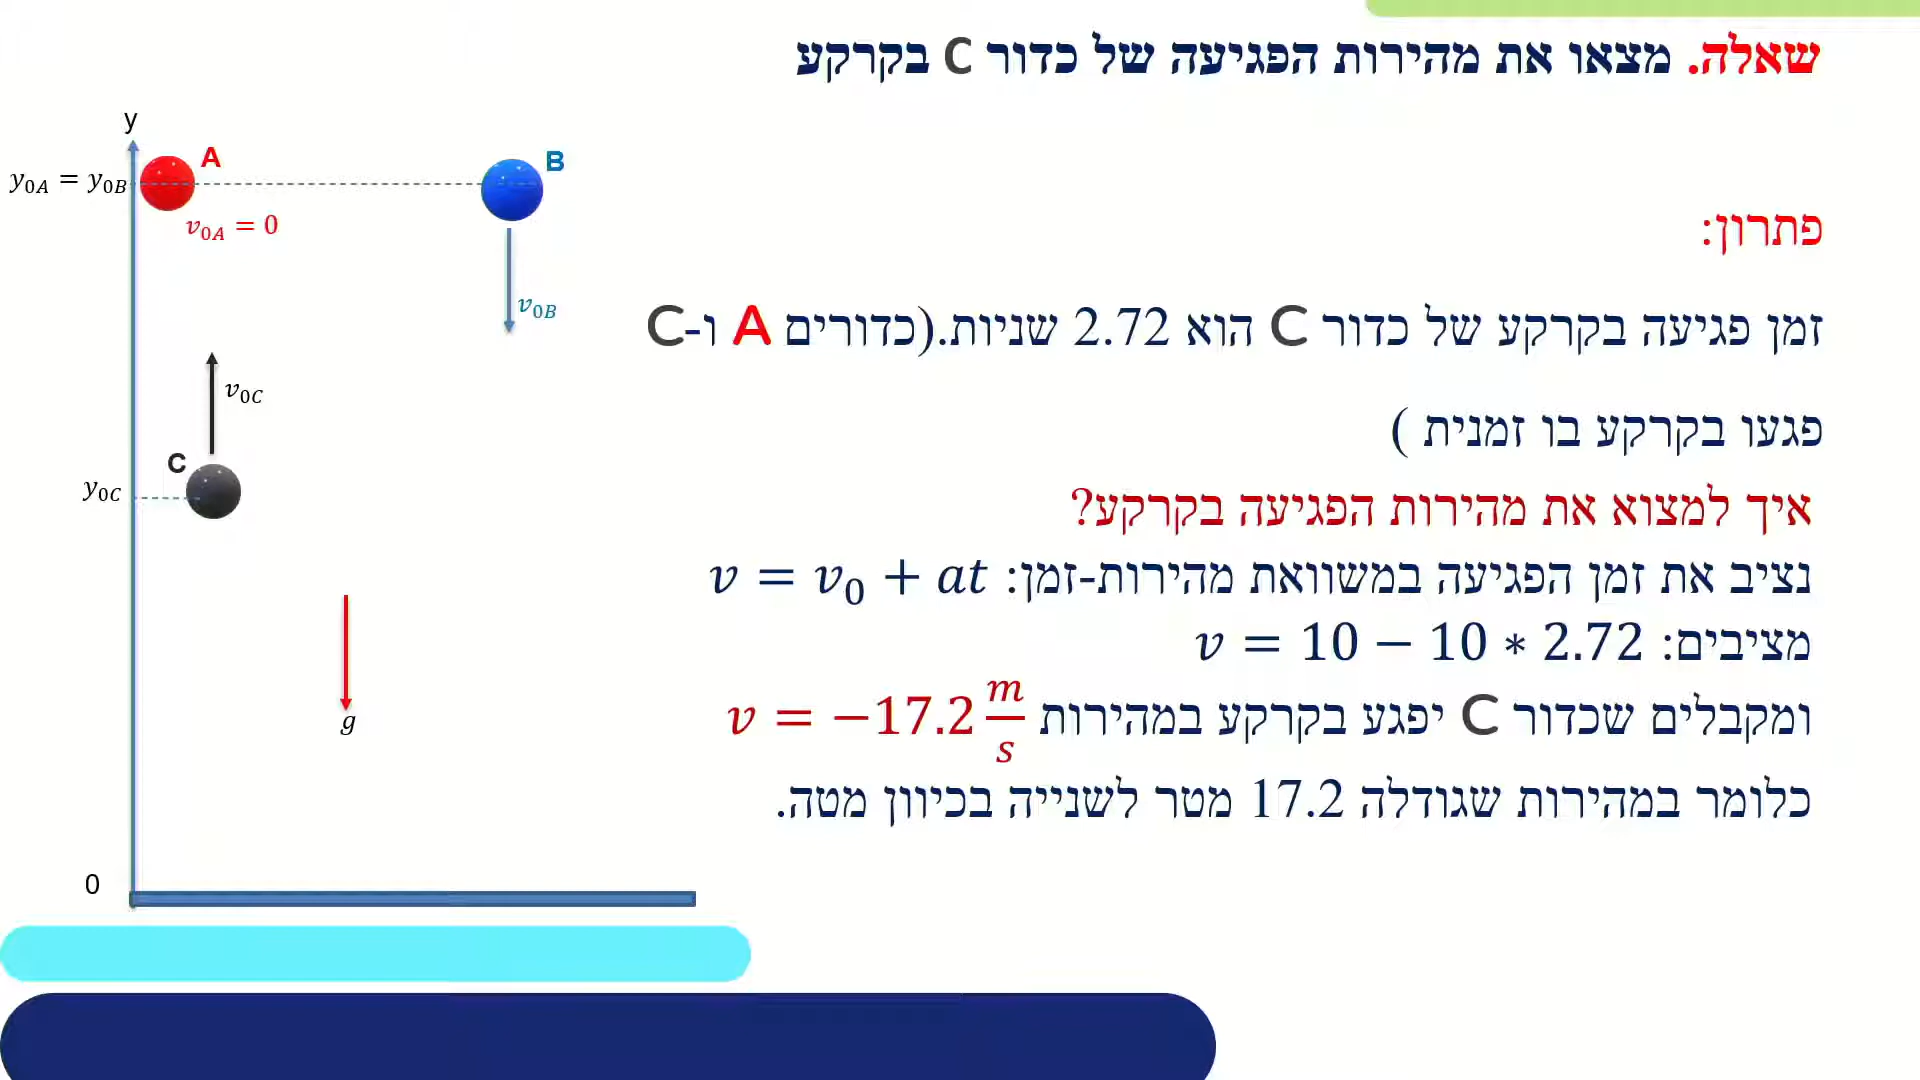 שאלה. מצאו את מהירות הפגיעה של כדור C בקרקע
y
A
B
y₀A = y₀B
v₀A = 0
v₀B
v₀C
C
y₀C
g
0
פתרון:
זמן פגיעה בקרקע של כדור C הוא 2.72 שניות.(כדורים A ו-C
פגעו בקרקע בו זמנית )
איך למצוא את מהירות הפגיעה בקרקע?
נציב את זמן הפגיעה במשוואת מהירות-זמן: v = v₀ + at
מציבים: v = 10 − 10 ∗ 2.72
ומקבלים שכדור C יפגע בקרקע במהירות v = −17.2 m/s
כלומר במהירות שגודלה 17.2 מטר לשנייה בכיוון מטה.